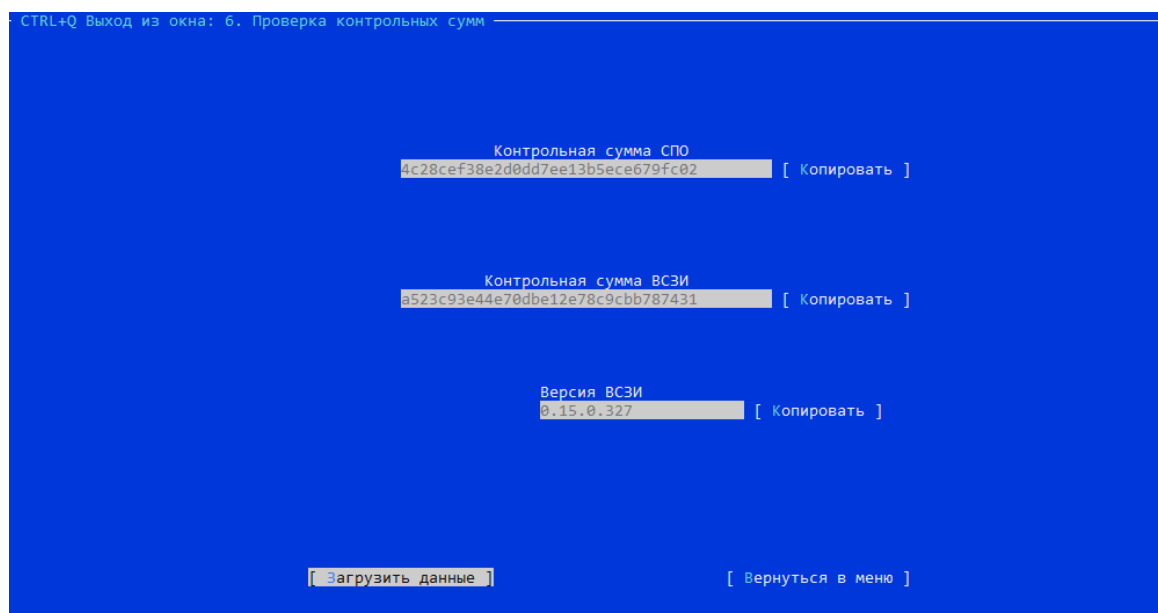 CTRL+Q Выход из окна: 6. Проверка контрольных сумм
Контрольная сумма СПО
4c28cef38e2d0dd7ee13b5ece679fc02 [ Копировать ]
Контрольная сумма ВСЗИ
a523c93e44e70dbe12e78c9cbb787431 [ Копировать ]
Версия ВСЗИ
0.15.0.327 [ Копировать ]
[ Загрузить данные ] [ Вернуться в меню ]